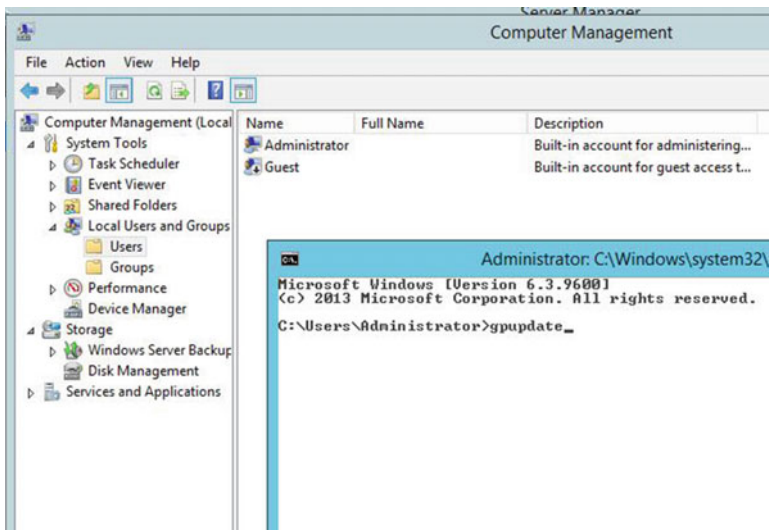 Server Manager
Computer Management
File Action View Help
Computer Management (Local
System Tools
Task Scheduler
Event Viewer
Shared Folders
Local Users and Groups
Users
Groups
Performance
Device Manager
Storage
Windows Server Backup
Disk Management
Services and Applications
Name Full Name Description
Administrator Built-in account for administering...
Guest Built-in account for guest access t...
Administrator: C:\Windows\system32\
Microsoft Windows [Version 6.3.9600]
(c) 2013 Microsoft Corporation. All rights reserved.
C:\Users\Administrator>gpupdate_